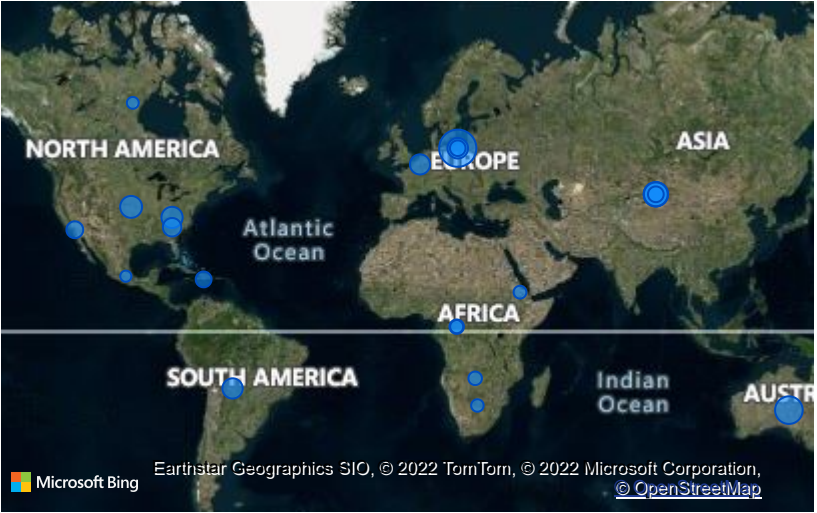 NORTH AMERICA
ASIA
EUROPE
Atlantic
Ocean
AFRICA
SOUTH AMERICA
Indian
Ocean
AUSTR
Microsoft Bing
Earthstar Geographics SIO, © 2022 TomTom, © 2022 Microsoft Corporation,
© OpenStreetMap